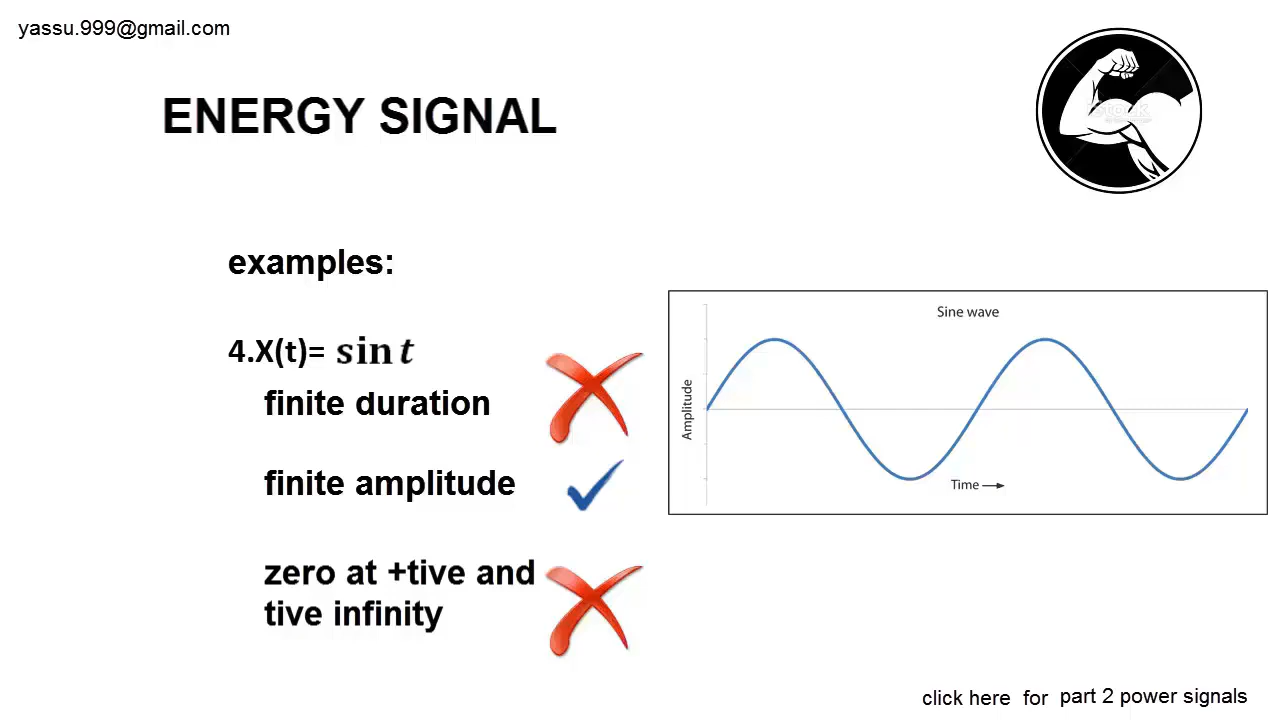 yassu.999@gmail.com
ENERGY SIGNAL
iStock
examples:
4.X(t)= sin t
finite duration
finite amplitude
zero at +tive and
tive infinity
Sine wave
Amplitude
Time
click here for part 2 power signals